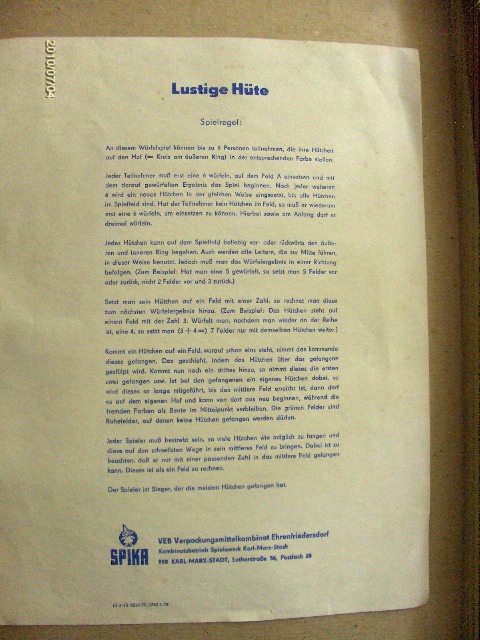 2010/07/04
Lustige Hüte
Spielregel:
An diesem Würfelspiel können bis zu 6 Personen teilnehmen, die ihre Hütchen
auf den Hof (= Kreis am äußeren Ring) in der entsprechenden Farbe stellen.
Jeder Teilnehmer muß erst eine 6 würfeln, auf dem Feld A einsetzen und mit
dem darauf gewürfelten Ergebnis das Spiel beginnen. Nach jeder weiteren
6 wird ein neues Hütchen in der gleichen Weise eingesetzt, bis alle Hütchen
im Spielfeld sind. Hat der Teilnehmer kein Hütchen im Feld, so muß er wiederum
erst eine 6 würfeln, um einsetzen zu können. Hierbei sowie am Anfang darf er
dreimal würfeln.
Jedes Hütchen kann auf dem Spielfeld beliebig vor- oder rückwärts den äuße-
ren und inneren Ring begehen. Auch werden alle Leitern, die zur Mitte führen,
in dieser Weise benutzt. Jedoch muß man das Würfelergebnis in einer Richtung
befolgen. (Zum Beispiel: Hat man eine 5 gewürfelt, so setzt man 5 Felder vor
oder zurück, nicht 2 Felder vor und 3 zurück.)
Setzt man sein Hütchen auf ein Feld mit einer Zahl, so rechnet man diese
zum nächsten Würfelergebnis hinzu. (Zum Beispiel: Das Hütchen steht auf
einem Feld mit der Zahl 3. Würfelt man, nachdem man wieder an der Reihe
ist, eine 4, so setzt man (3 + 4 =) 7 Felder nur mit demselben Hütchen weiter.)
Kommt ein Hütchen auf ein Feld, worauf schon eins steht, nimmt das kommende
dieses gefangen. Das geschieht, indem das Hütchen über das gefangene
gestülpt wird. Kommt nun noch ein drittes hinzu, so nimmt dieses die ersten
zwei gefangen usw. Ist bei den gefangenen ein eigenes Hütchen dabei, so
wird dieses so lange mitgeführt, bis das mittlere Feld erreicht ist, dann darf
es auf dem eigenen Hof und kann von dort aus neu beginnen, während die
fremden Farben als Beute im Mittelpunkt verbleiben. Die grünen Felder sind
Ruhefelder, auf denen keine Hütchen gefangen werden dürfen.
Jeder Spieler muß bestrebt sein, so viele Hütchen wie möglich zu fangen und
diese auf den schnellsten Wege in sein mittleres Feld zu bringen. Dabei ist zu
beachten, daß er nur mit einer passenden Zahl in das mittlere Feld gelangen
kann. Dieses ist als ein Feld zu rechnen.
Der Spieler ist Sieger, der die meisten Hütchen gefangen hat.
SPIKA
VEB Verpackungsmittelkombinat Ehrenfriedersdorf
Kombinatsbetrieb Spielewerk Karl-Marx-Stadt
908 KARL-MARX-STADT, Lutherstraße 56, Postfach 28